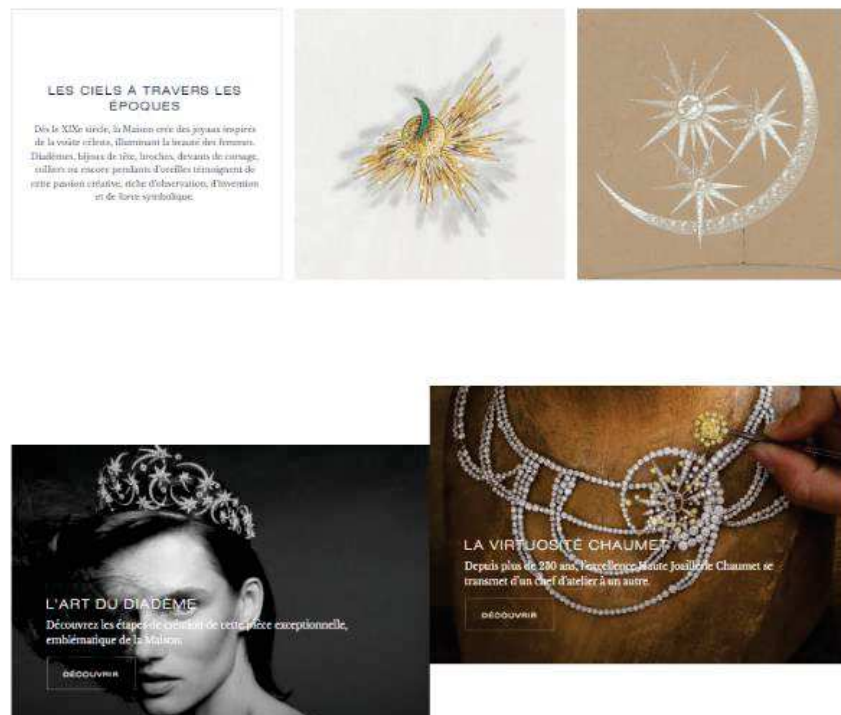 LES CIELS À TRAVERS LES
ÉPOQUES
Dès le XIXe siècle, la Maison crée des joyaux inspirés
de la voûte céleste, illuminant la beauté des femmes.
Diadèmes, bijoux de tête, broches, devants de corsage,
colliers ou encore pendants d'oreilles témoignent de
cette passion créative, riche d'observation, d'invention
et de force symbolique.
LA VIRTUOSITÉ CHAUMET
Depuis plus de 230 ans, l'excellence Haute Joaillerie Chaumet se
transmet d'un chef d'atelier à un autre.
DÉCOUVRIR
L'ART DU DIADÈME
Découvrez les étapes de création de cette pièce exceptionnelle,
emblématique de la Maison.
DÉCOUVRIR